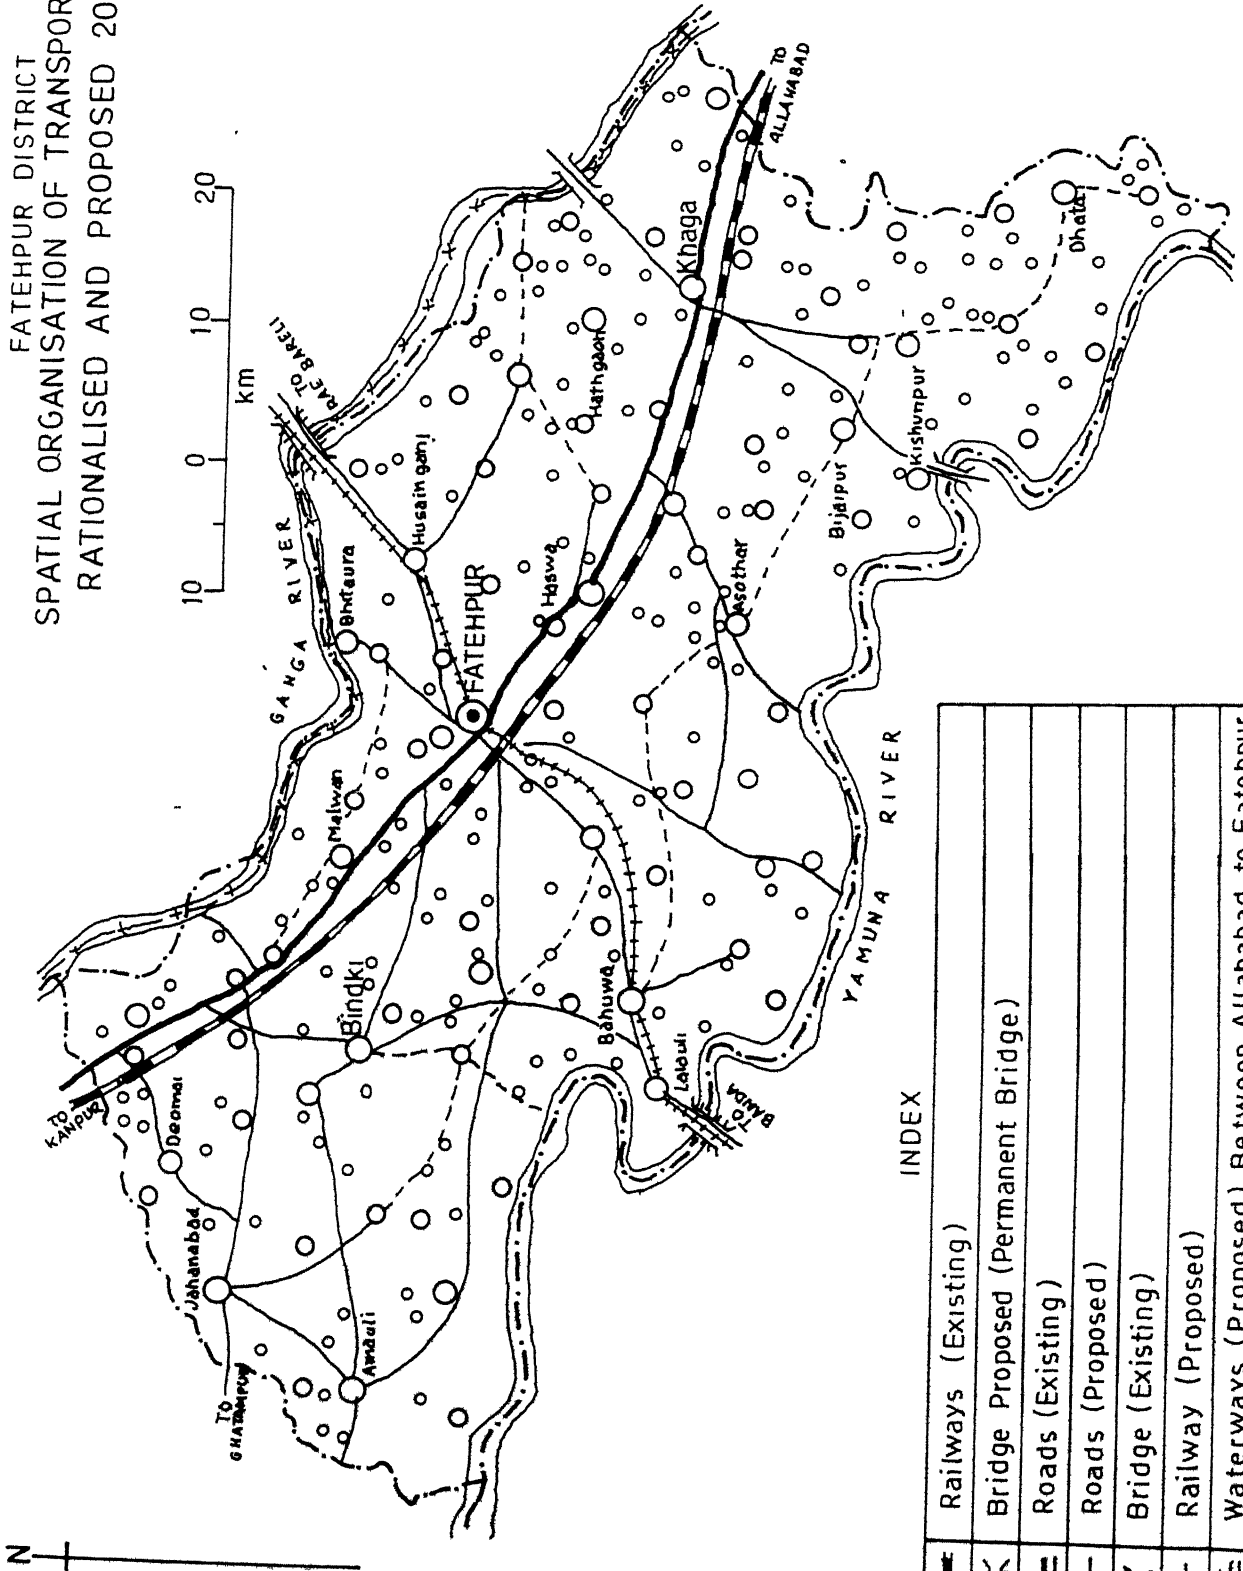 FATEHPUR DISTRICT
SPATIAL ORGANISATION OF TRANSPOR
RATIONALISED AND PROPOSED 20
10 0 10 20
km
N
TO RAE BARELI
GANGA RIVER
Bhitaura
Husainganj
FATEHPUR
Haswa
Hathgaon
Khaga
TO ALLAHABAD
Malwan
Bindki
TO KANPUR
Deomai
Jahanabad
TO GHATAMPUR
Amauli
Bahuwa
Lalauli
TO BANDA
Asothar
Bijaipur
Kishunpur
Dhata
YAMUNA RIVER
INDEX
Railways (Existing)
Bridge Proposed (Permanent Bridge)
Roads (Existing)
Roads (Proposed)
Bridge (Existing)
Railway (Proposed)
Waterways (Proposed) Between Allahabad to Fatehpur